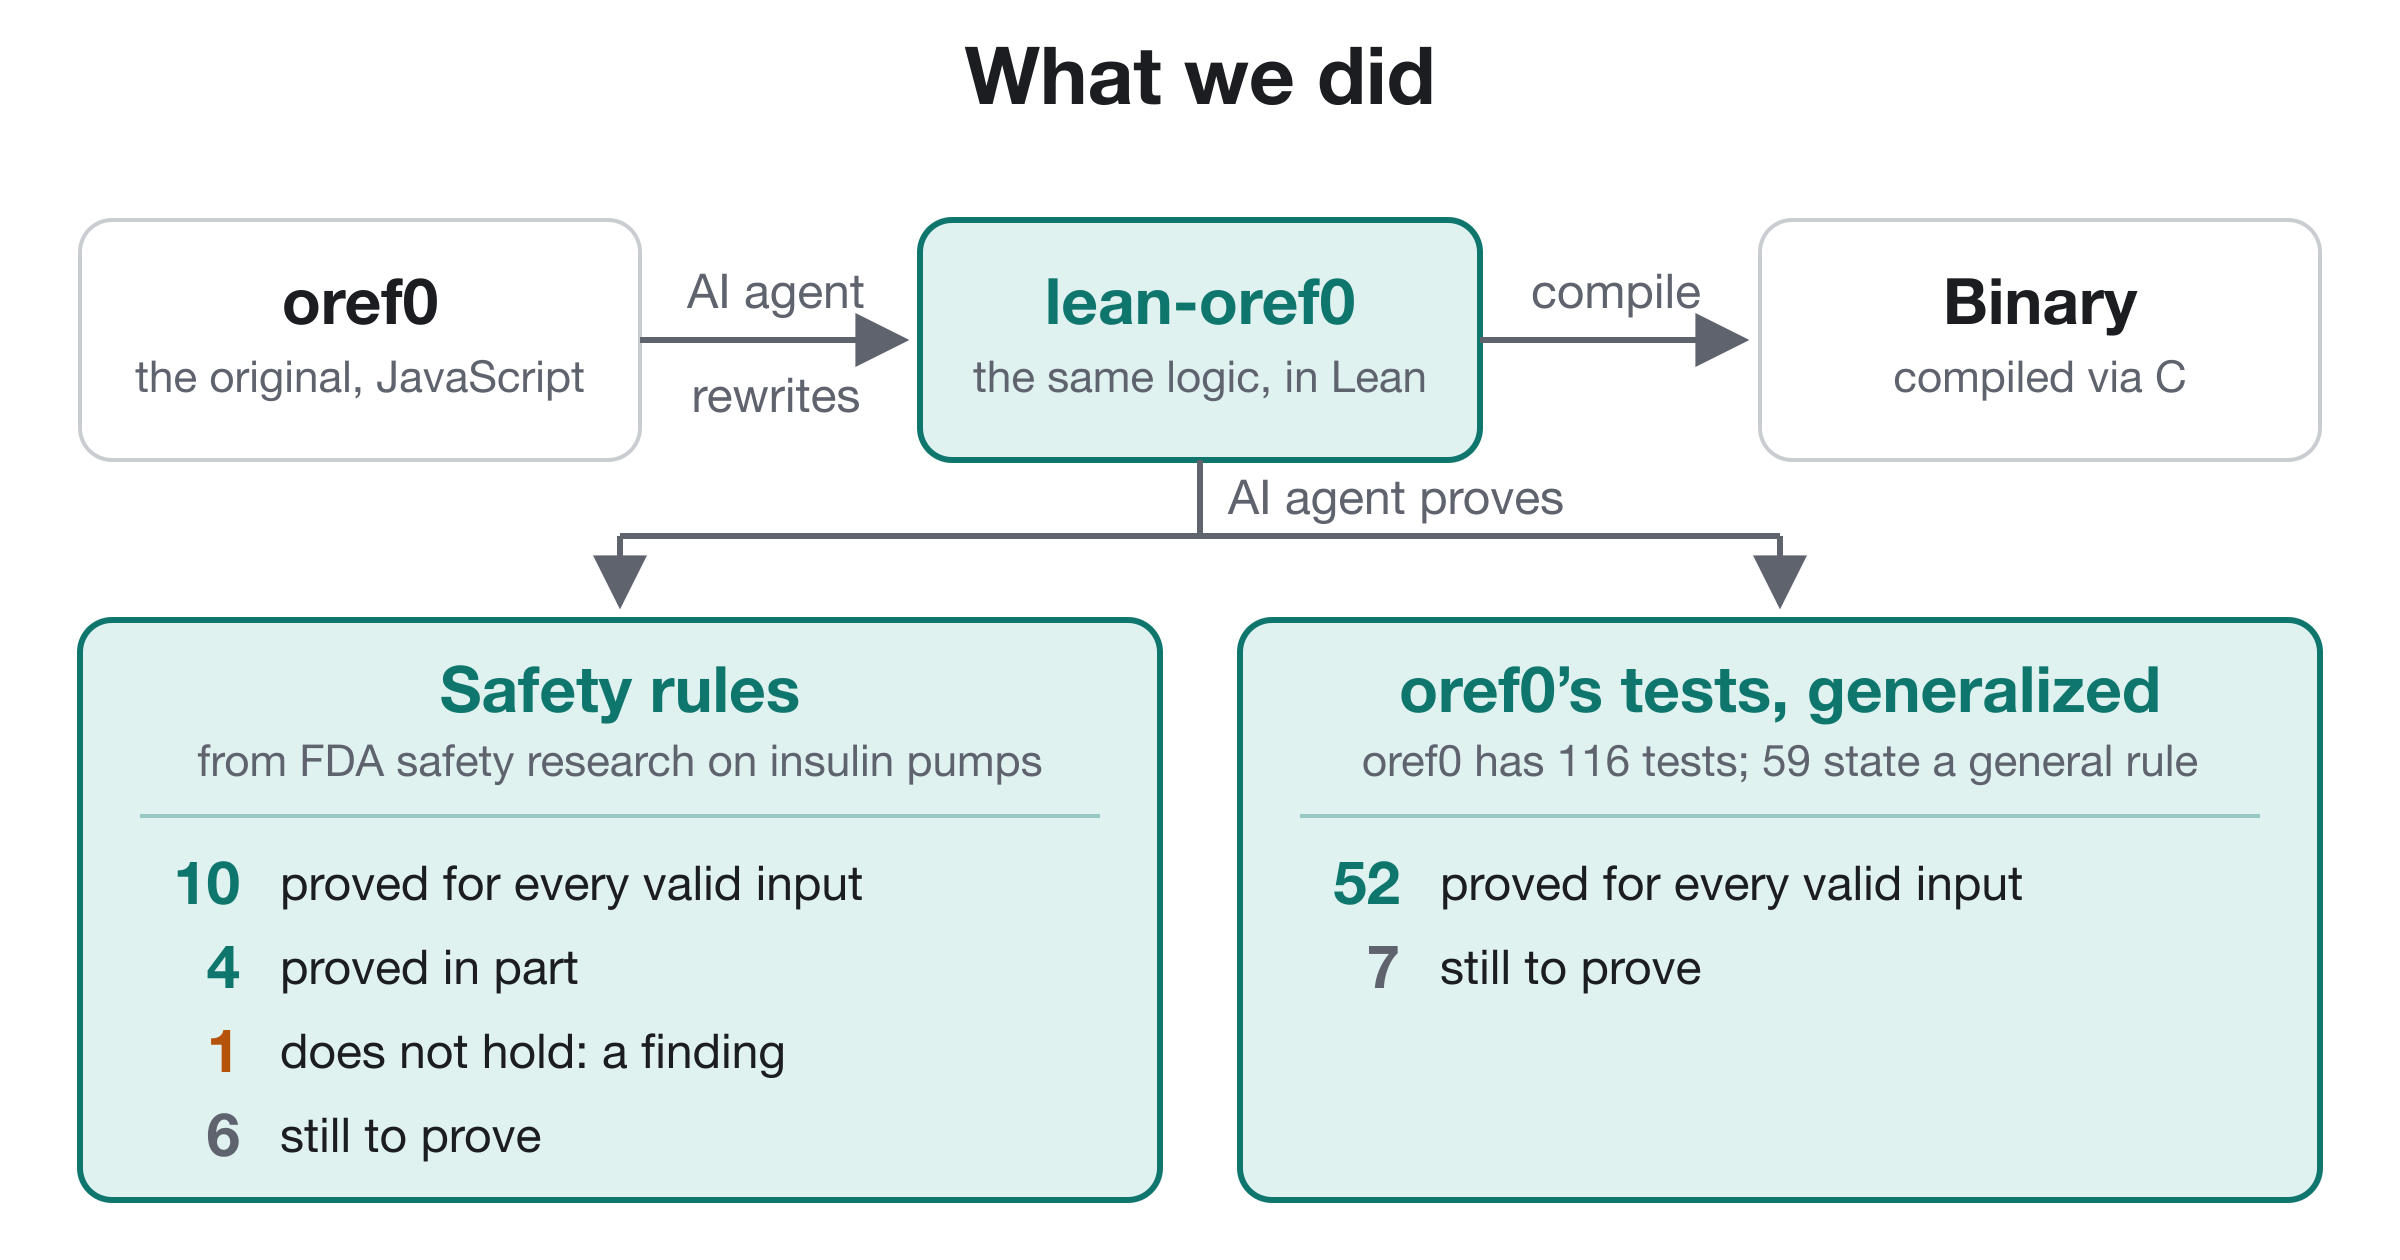 What we did
oref0
the original, JavaScript
AI agent
rewrites
lean-oref0
the same logic, in Lean
compile
Binary
compiled via C
AI agent proves
Safety rules
from FDA safety research on insulin pumps
10 proved for every valid input
4 proved in part
1 does not hold: a finding
6 still to prove
oref0’s tests, generalized
oref0 has 116 tests; 59 state a general rule
52 proved for every valid input
7 still to prove